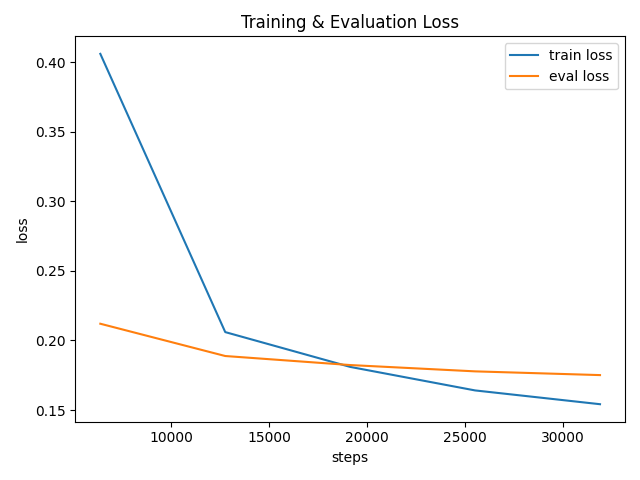 Training & Evaluation Loss
train loss
eval loss
loss
0.40
0.35
0.30
0.25
0.20
0.15
10000 15000 20000 25000 30000
steps